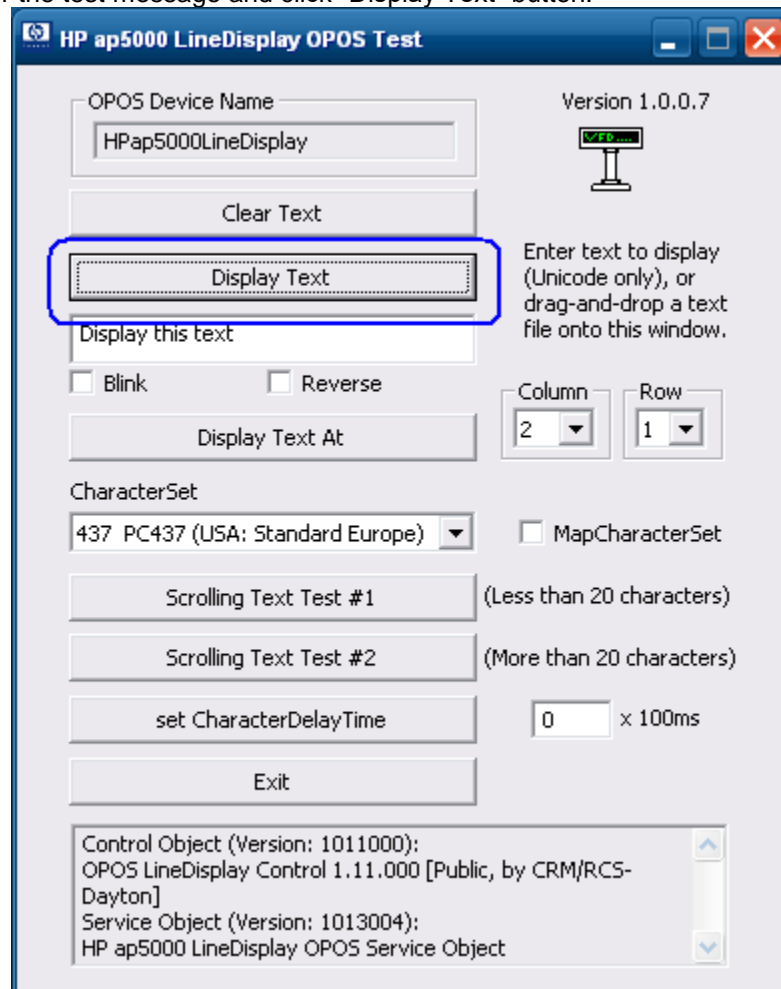 the test message and click "Display Text" button.
HP ap5000 LineDisplay OPOS Test
OPOS Device Name
HPap5000LineDisplay
Version 1.0.0.7
VFD....
Clear Text
Display Text
Enter text to display
(Unicode only), or
drag-and-drop a text
file onto this window.
Display this text
Blink
Reverse
Column
Row
Display Text At
2
1
CharacterSet
437 PC437 (USA: Standard Europe)
MapCharacterSet
Scrolling Text Test #1
(Less than 20 characters)
Scrolling Text Test #2
(More than 20 characters)
set CharacterDelayTime
0
x 100ms
Exit
Control Object (Version: 1011000):
OPOS LineDisplay Control 1.11.000 [Public, by CRM/RCS-
Dayton]
Service Object (Version: 1013004):
HP ap5000 LineDisplay OPOS Service Object